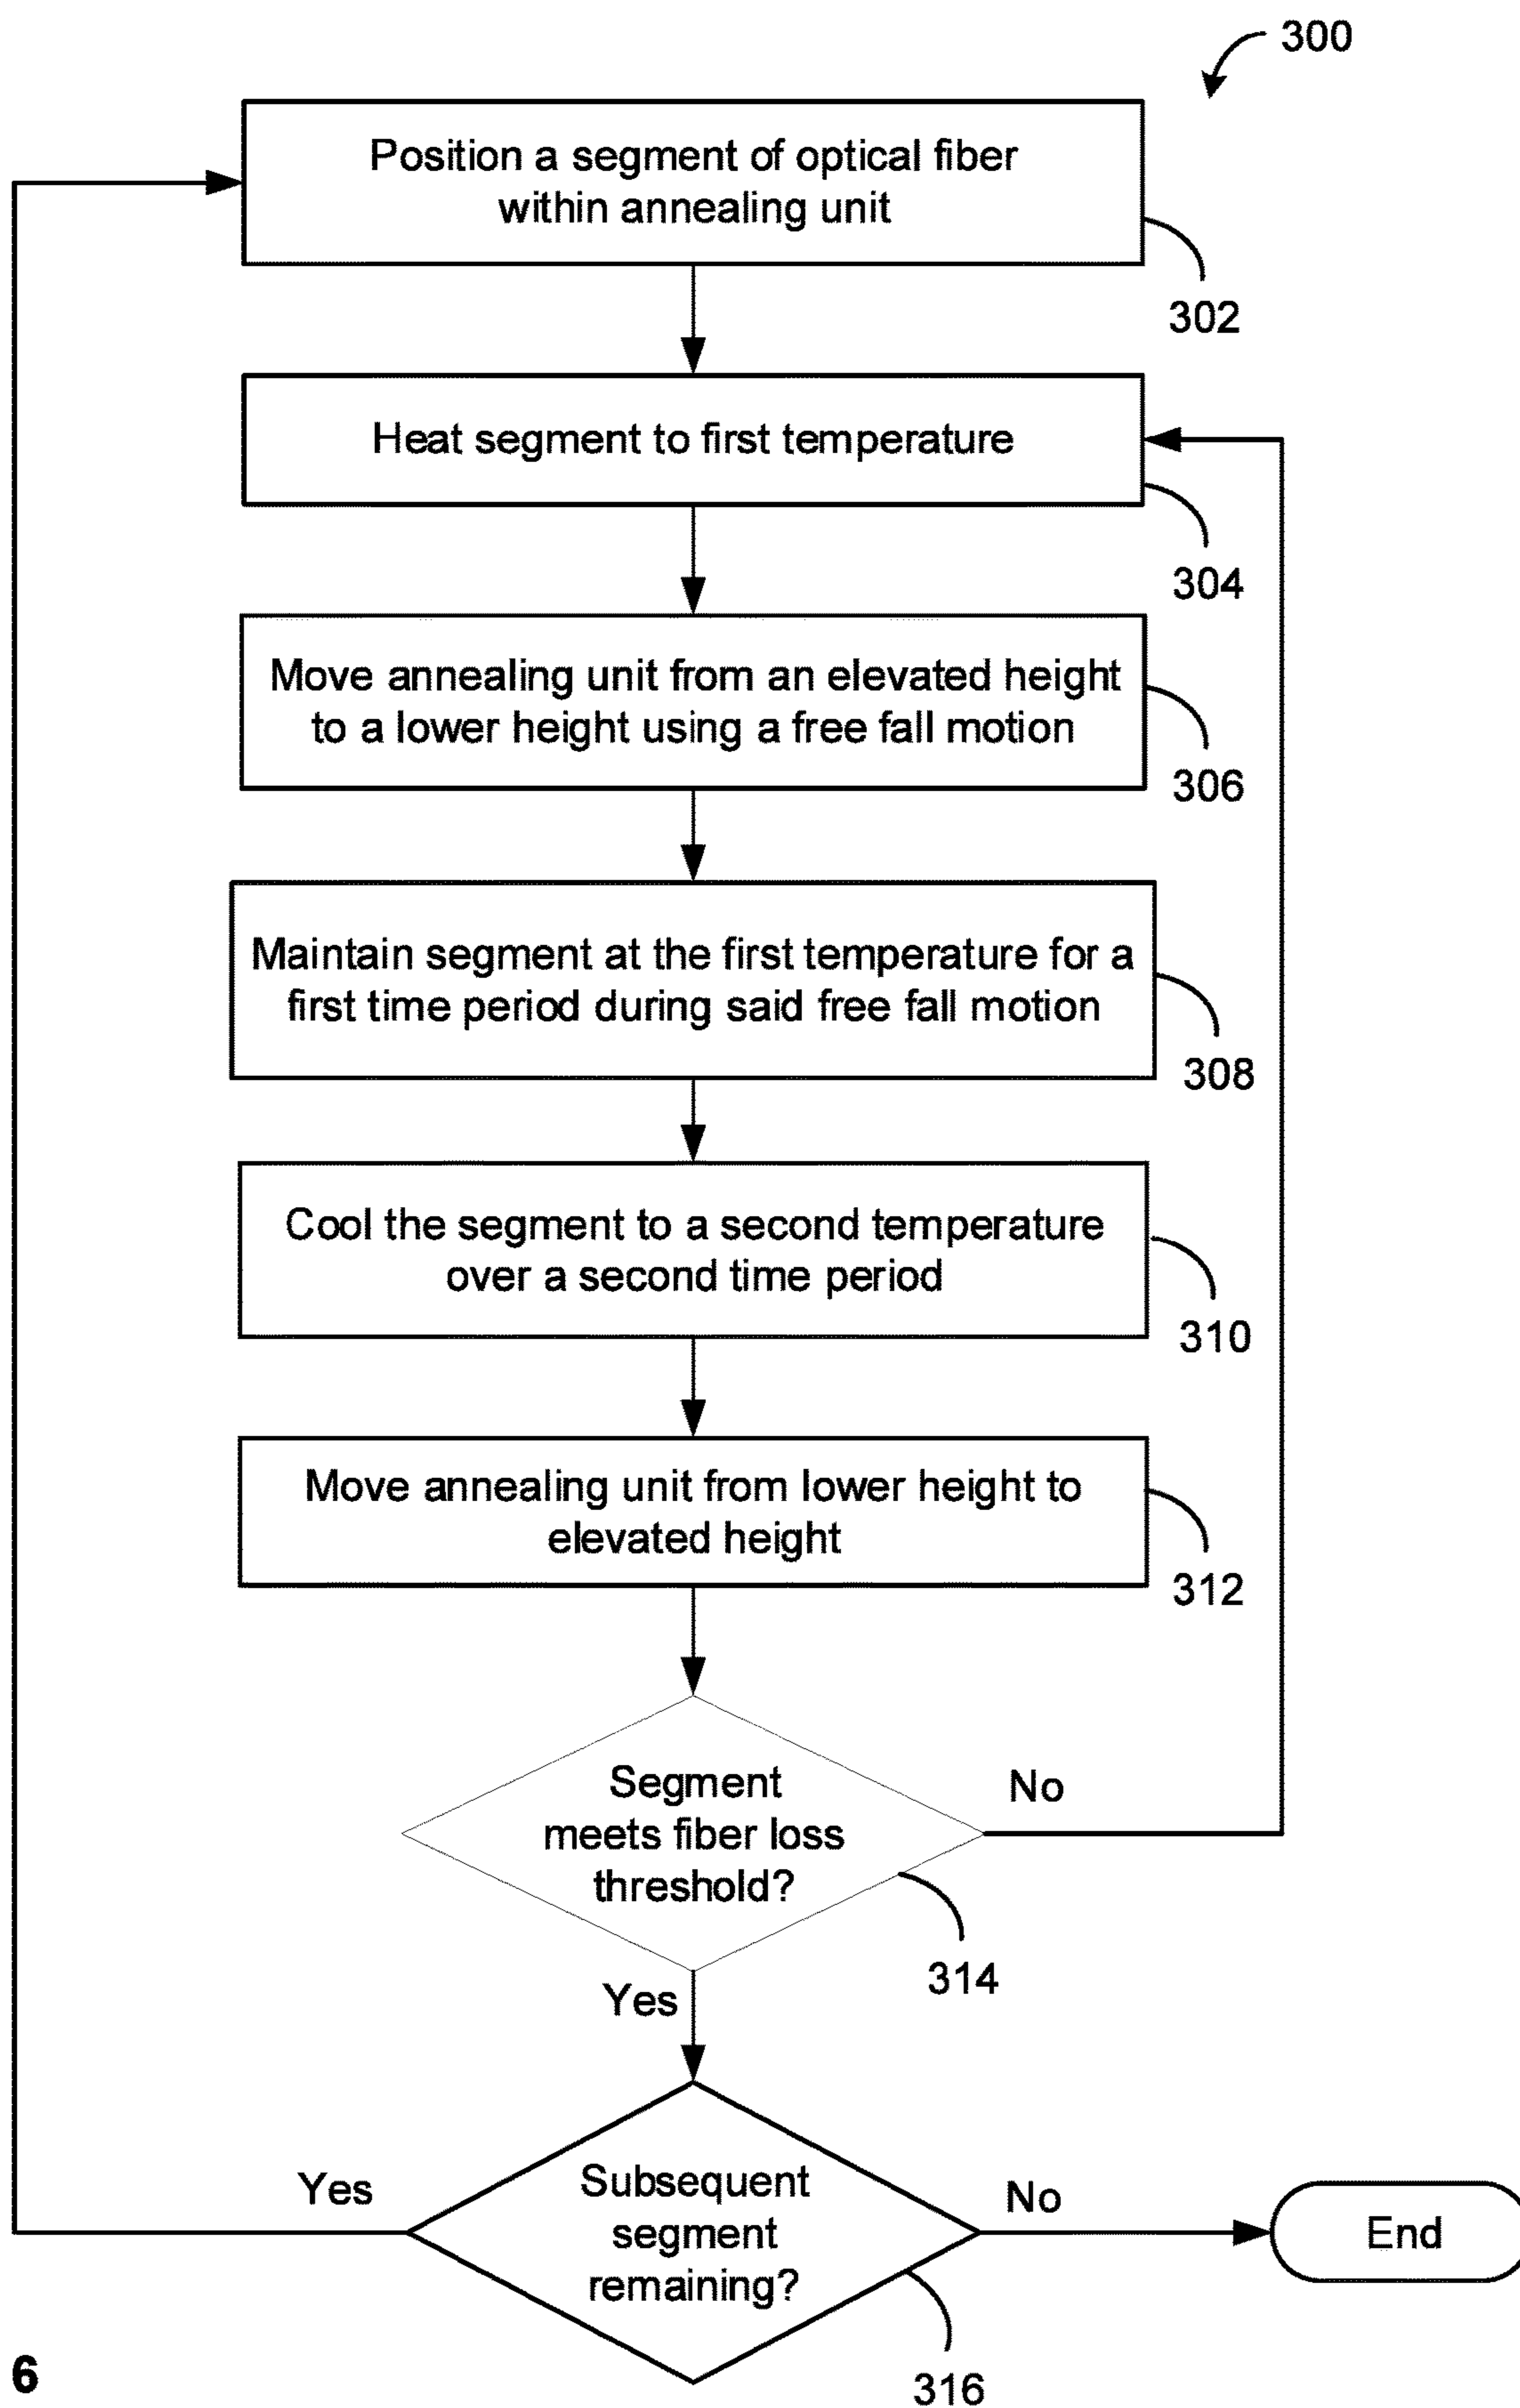 300
Position a segment of optical fiber
within annealing unit
302
Heat segment to first temperature
304
Move annealing unit from an elevated height
to a lower height using a free fall motion
306
Maintain segment at the first temperature for a
first time period during said free fall motion
308
Cool the segment to a second temperature
over a second time period
310
Move annealing unit from lower height to
elevated height
312
Segment
meets fiber loss
threshold?
No
314
Yes
Subsequent
segment
remaining?
Yes
No
End
316
6